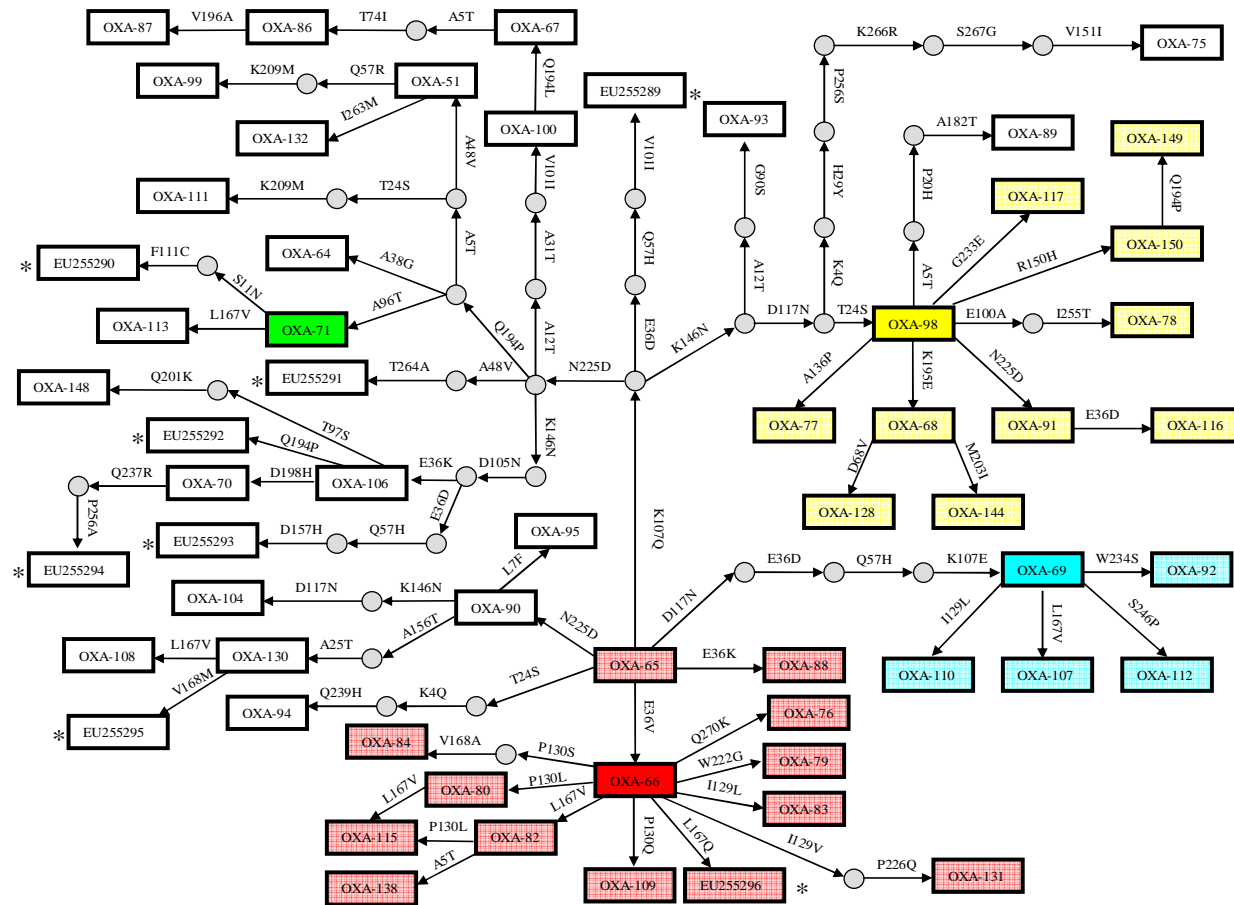 OXA-87
V196A
OXA-86
T74I
A5T
OXA-67
K266R
S267G
V151I
OXA-75
OXA-99
K209M
Q57R
OXA-51
Q194L
EU255289
*
P256S
I263M
OXA-132
OXA-100
OXA-93
A182T
OXA-89
OXA-149
A48V
V101I
V101I
G90S
H29Y
P20H
Q194P
OXA-111
K209M
T24S
OXA-117
A5T
A31T
Q57H
G233E
OXA-150
*
EU255290
F111C
OXA-64
A38G
A12T
K4Q
A5T
R150H
S11N
A96T
OXA-113
L167V
OXA-71
Q194P
A12T
E36D
D117N
T24S
OXA-98
E100A
I255T
OXA-78
K146N
*
EU255291
T264A
A48V
N225D
A136P
K195E
N225D
OXA-148
Q201K
T97S
K146N
OXA-77
OXA-68
OXA-91
E36D
OXA-116
*
EU255292
Q194P
Q237R
OXA-70
D198H
OXA-106
E36K
D105N
D68V
M203I
P256A
E36D
K107Q
OXA-128
OXA-144
*
EU255293
D157H
Q57H
OXA-95
*
EU255294
L7F
E36D
Q57H
K107E
OXA-69
W234S
OXA-92
OXA-104
D117N
K146N
OXA-90
D117N
A156T
N225D
I129L
L167V
S246P
OXA-108
L167V
OXA-130
A25T
OXA-65
E36K
OXA-88
OXA-110
OXA-107
OXA-112
V168M
T24S
OXA-94
Q239H
K4Q
*
EU255295
E36V
OXA-76
OXA-84
V168A
P130S
Q270K
W222G
OXA-79
OXA-66
OXA-80
P130L
I129L
OXA-83
L167V
L167V
OXA-115
P130L
OXA-82
P130Q
L167Q
I129V
A5T
P226Q
OXA-138
OXA-109
EU255296
*
OXA-131